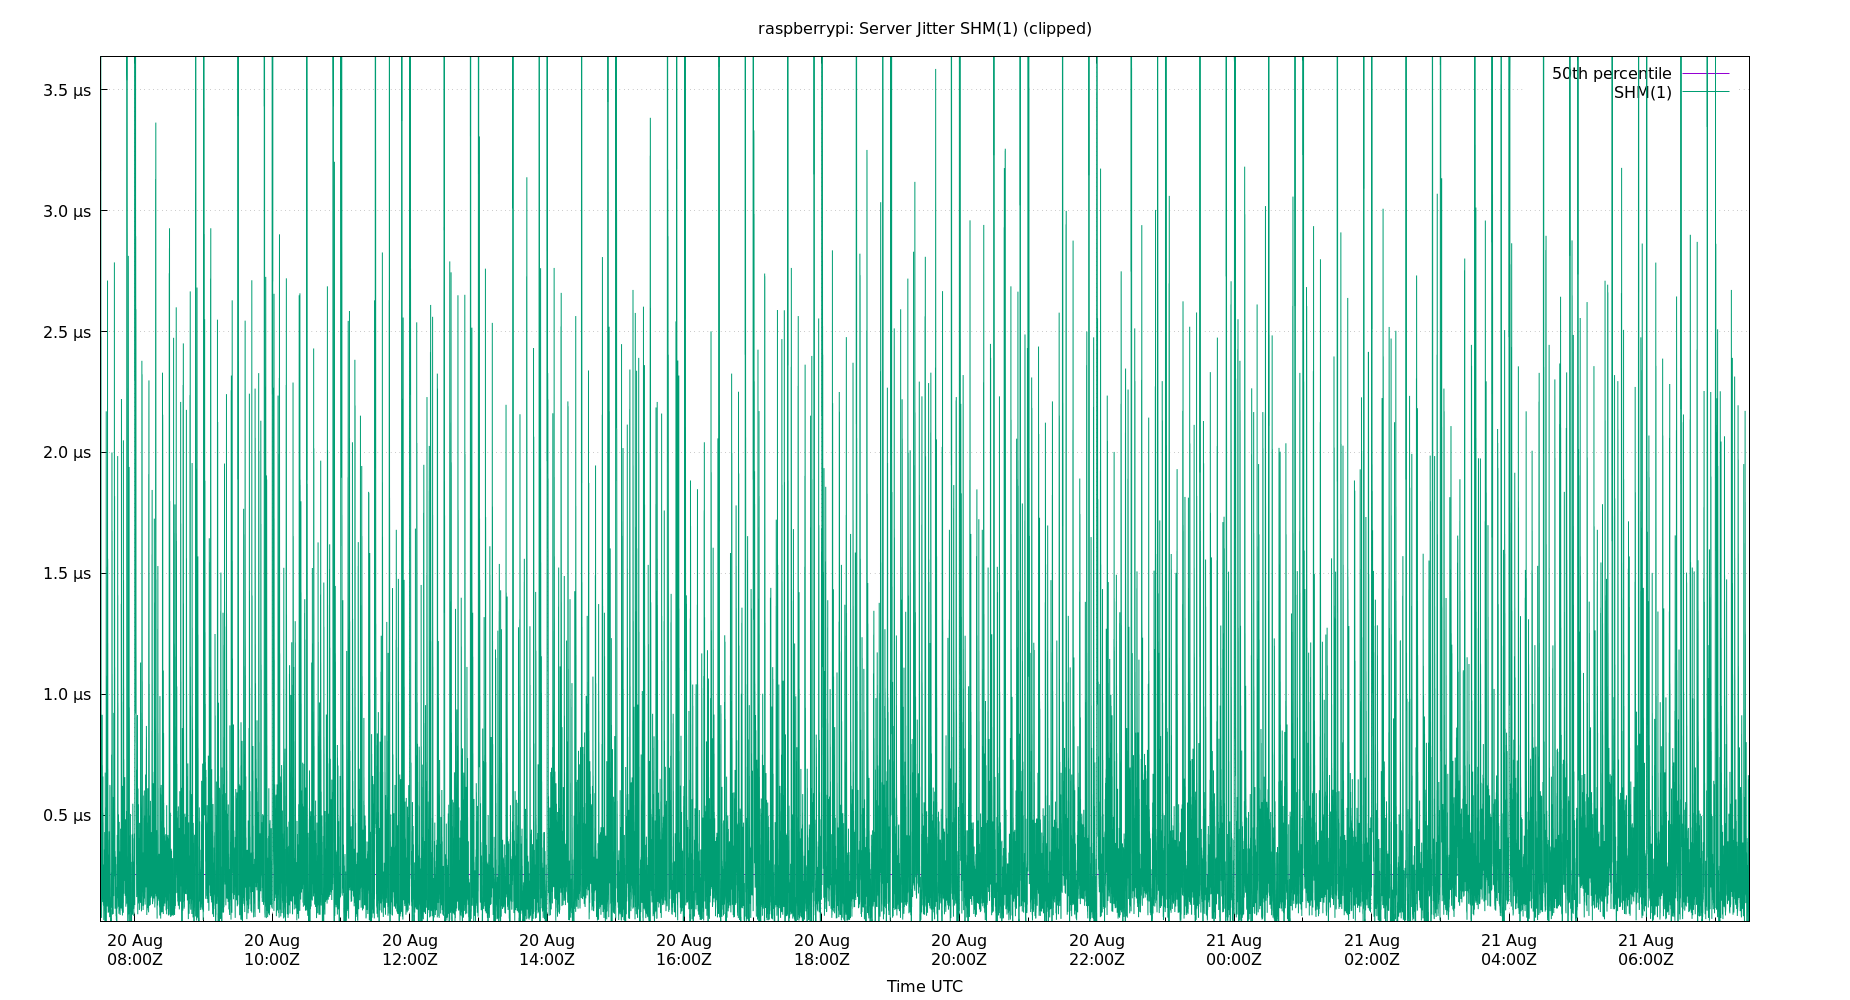 raspberrypi: Server Jitter SHM(1) (clipped)
50th percentile
SHM(1)
3.5 µs
3.0 µs
2.5 µs
2.0 µs
1.5 µs
1.0 µs
0.5 µs
20 Aug 20 Aug 20 Aug 20 Aug 20 Aug 20 Aug 20 Aug 20 Aug 21 Aug 21 Aug 21 Aug 21 Aug
08:00Z 10:00Z 12:00Z 14:00Z 16:00Z 18:00Z 20:00Z 22:00Z 00:00Z 02:00Z 04:00Z 06:00Z
Time UTC